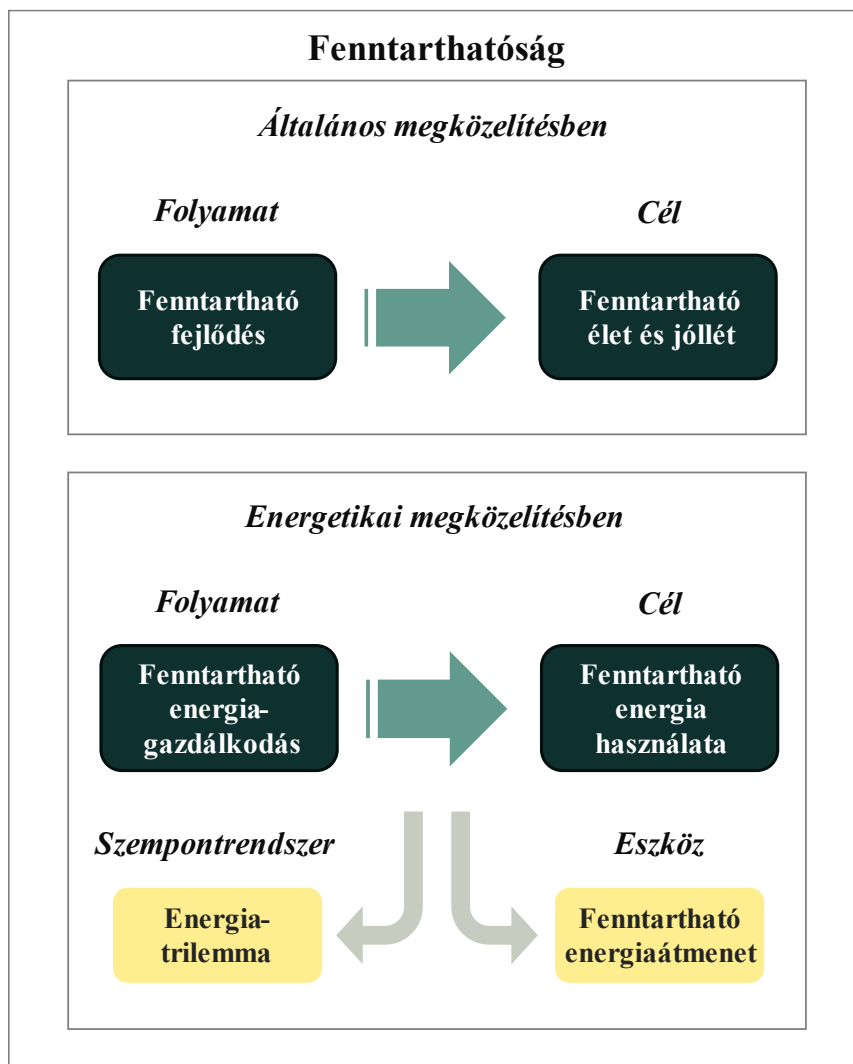 Fenntarthatóság
Általános megközelítésben
Folyamat
Cél
Fenntartható
fejlődés
Fenntartható
élet és jóllét
Energetikai megközelítésben
Folyamat
Cél
Fenntartható
energia-
gazdálkodás
Fenntartható
energia
használata
Szempontrendszer
Eszköz
Energia-
trilemma
Fenntartható
energiaátmenet